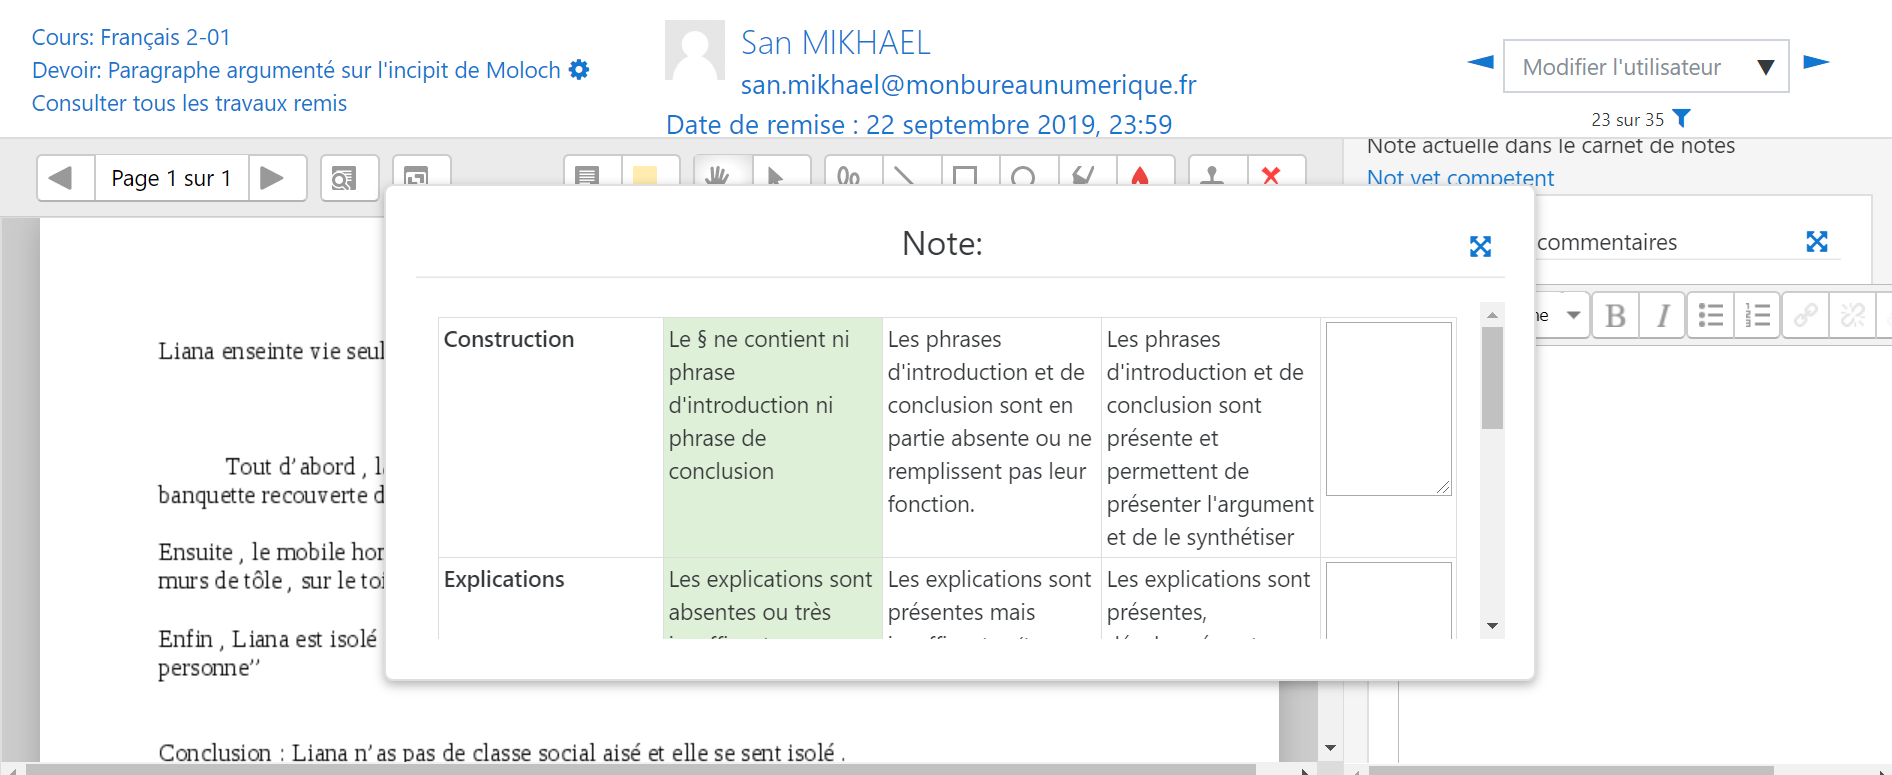 Cours: Français 2-01
Devoir: Paragraphe argumenté sur l'incipit de Moloch
Consulter tous les travaux remis
San MIKHAEL
san.mikhael@monbureaunumerique.fr
Date de remise : 22 septembre 2019, 23:59
Modifier l'utilisateur
23 sur 35
Page 1 sur 1
Note actuelle dans le carnet de notes
Not yet competent
commentaires
B I
Note:
Construction
Le § ne contient ni
phrase
d'introduction ni
phrase de
conclusion
Les phrases
d'introduction et de
conclusion sont en
partie absente ou ne
remplissent pas leur
fonction.
Les phrases
d'introduction et de
conclusion sont
présente et
permettent de
présenter l'argument
et de le synthétiser
Explications
Les explications sont
absentes ou très
Les explications sont
présentes mais
Les explications sont
présentes,
Liana enseinte vie seul
Tout d’abord , la
banquette recouverte d
Ensuite , le mobile hor
murs de tôle , sur le toi
Enfin , Liana est isolé
personne’’
Conclusion : Liana n’as pas de classe social aisé et elle se sent isolé .